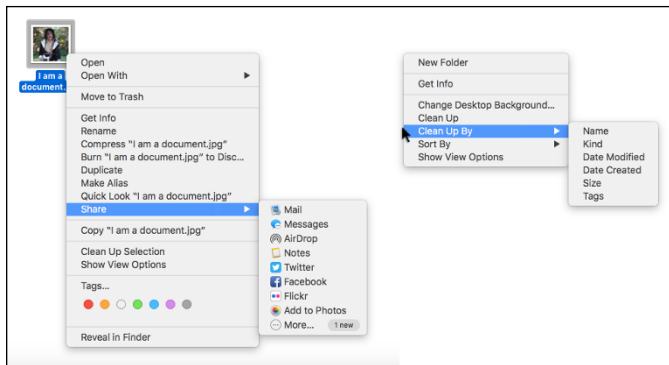 I am a
document.
Open
Open With
Move to Trash
Get Info
Rename
Compress "I am a document.jpg"
Burn "I am a document.jpg" to Disc...
Duplicate
Make Alias
Quick Look "I am a document.jpg"
Share
Copy "I am a document.jpg"
Clean Up Selection
Show View Options
Tags...
Reveal in Finder
Mail
Messages
AirDrop
Notes
Twitter
Facebook
Flickr
Add to Photos
More... 1 new
New Folder
Get Info
Change Desktop Background...
Clean Up
Clean Up By
Sort By
Show View Options
Name
Kind
Date Modified
Date Created
Size
Tags